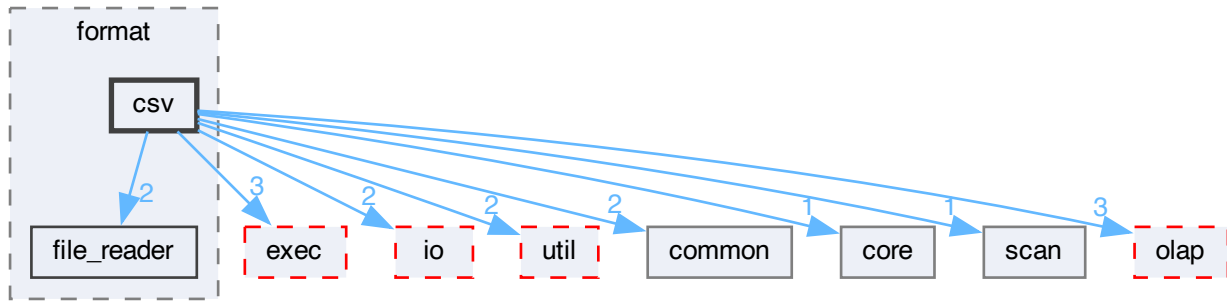 format
csv
2
3
2
2
2
1
1
3
file_reader
exec
io
util
common
core
scan
olap